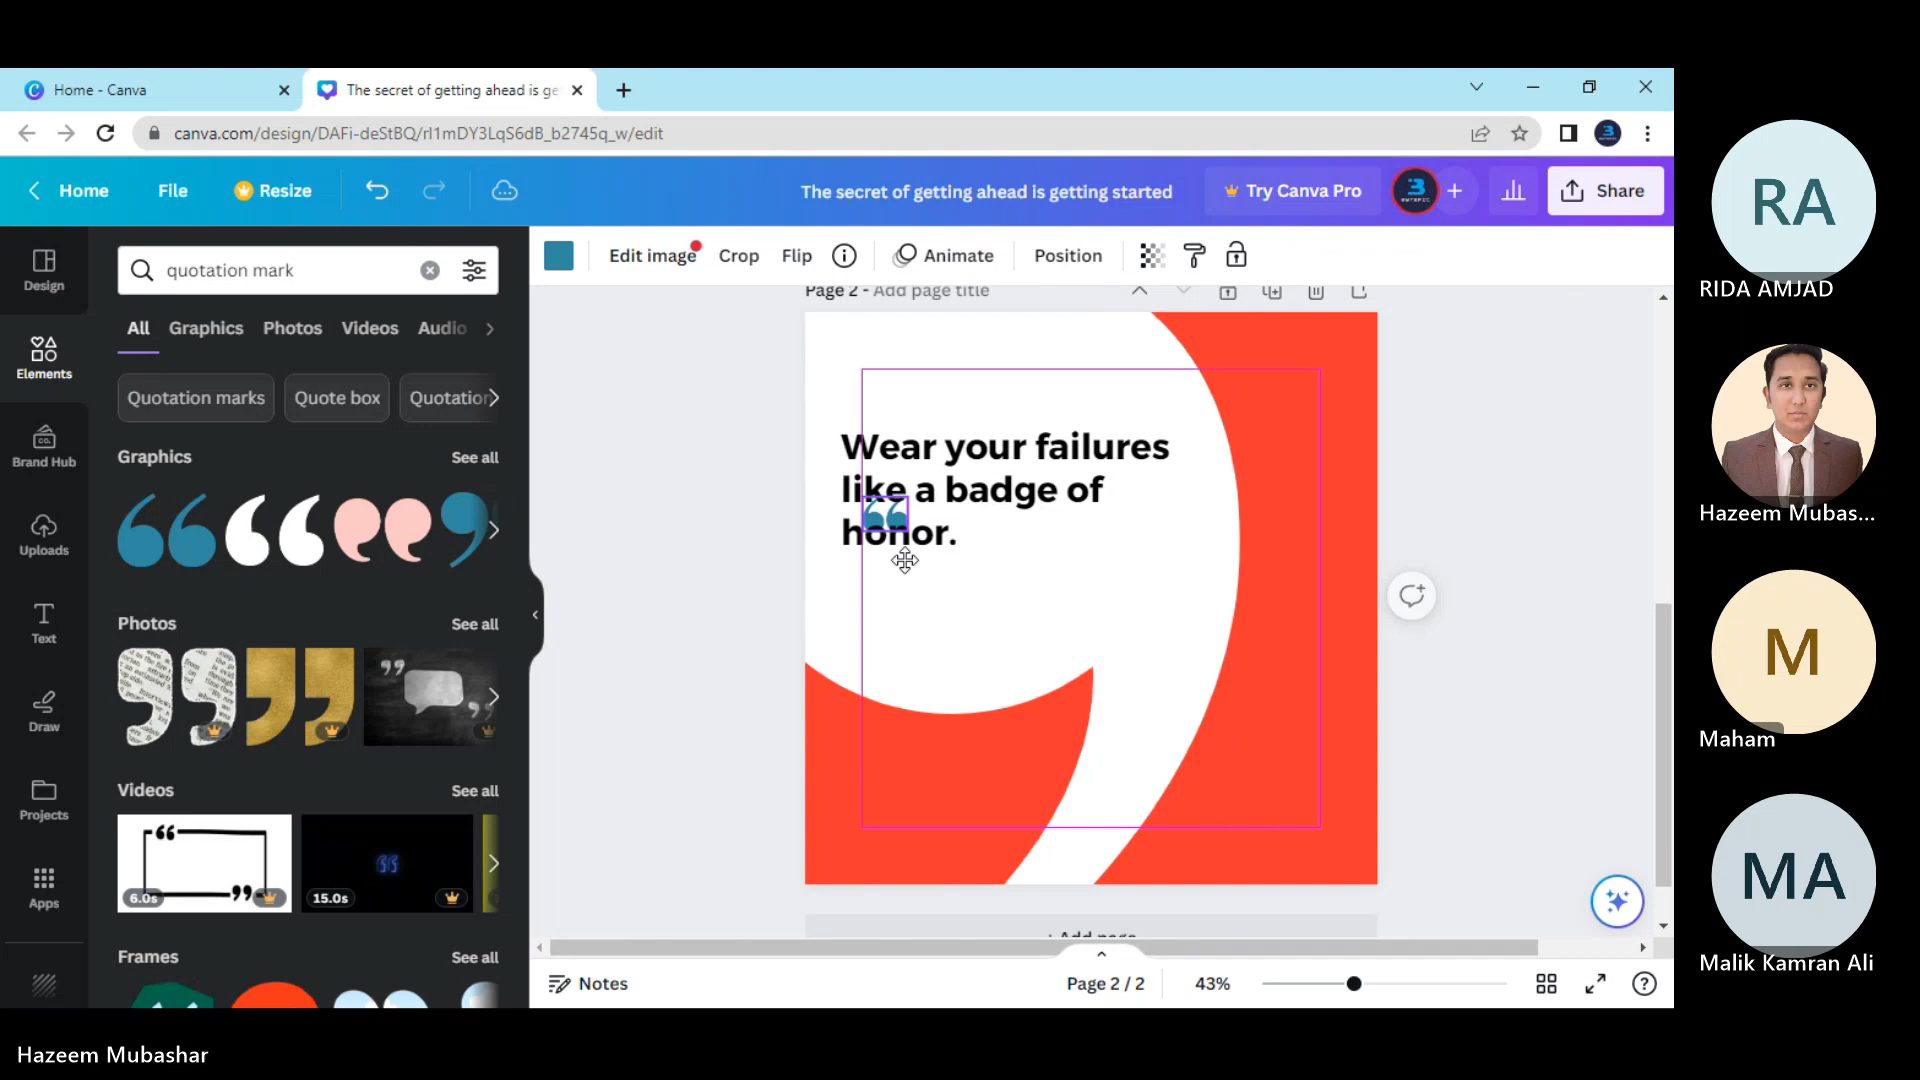 Home - Canva
The secret of getting ahead is ge
canva.com/design/DAFi-deStBQ/rl1mDY3LqS6dB_b2745q_w/edit
Home
File
Resize
The secret of getting ahead is getting started
Try Canva Pro
Share
Design
Elements
Brand Hub
Uploads
Text
Draw
Projects
Apps
quotation mark
All
Graphics
Photos
Videos
Audio
Quotation marks
Quote box
Quotation
Graphics
See all
Photos
See all
Videos
See all
6.0s
15.0s
Frames
See all
Edit image
Crop
Flip
Animate
Position
Page 2 - Add page title
Wear your failures
like a badge of
honor.
+ Add page
Notes
Page 2 / 2
43%
RA
RIDA AMJAD
Hazeem Mubas...
M
Maham
MA
Malik Kamran Ali
Hazeem Mubashar